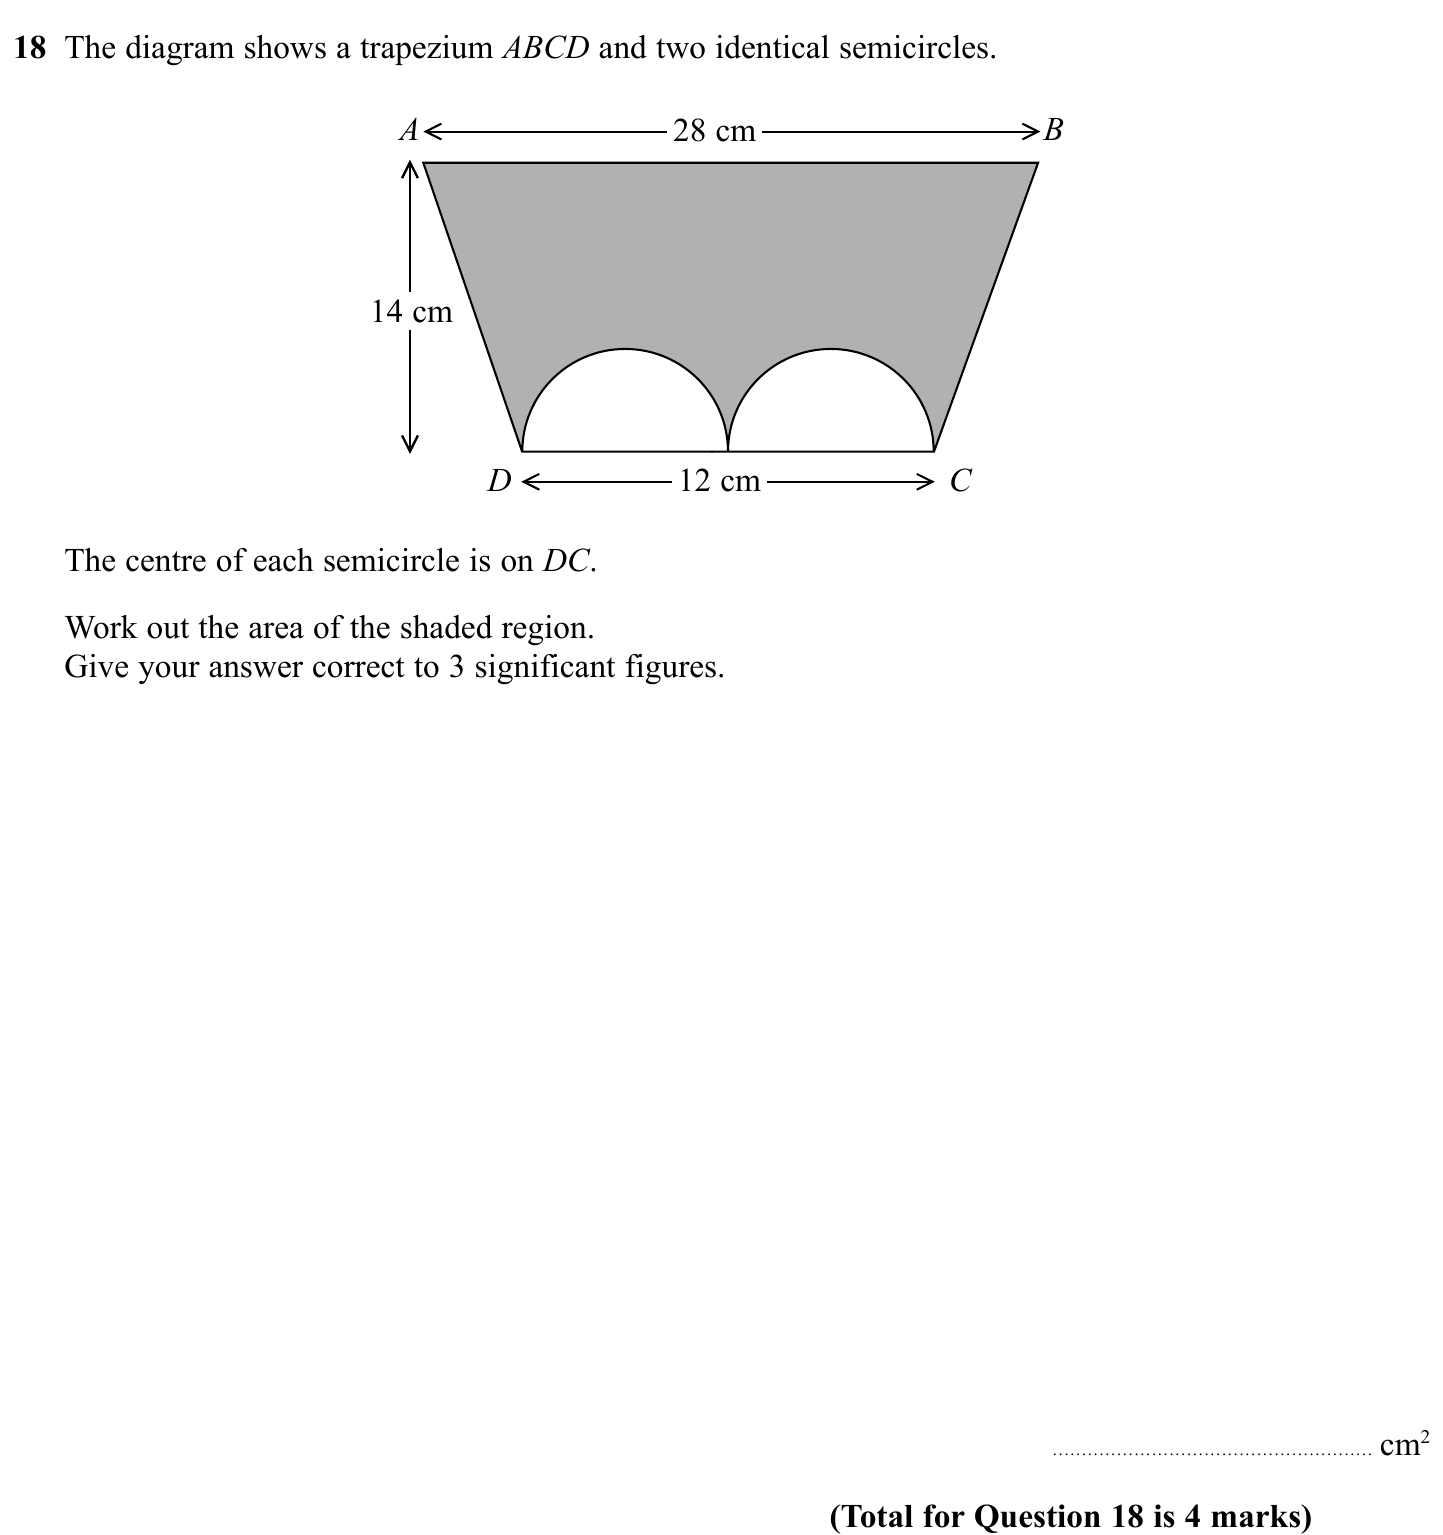 18 The diagram shows a trapezium ABCD and two identical semicircles.
A 28 cm B
14 cm
D 12 cm C
The centre of each semicircle is on DC.
Work out the area of the shaded region.
Give your answer correct to 3 significant figures.
.......................................................... cm²
(Total for Question 18 is 4 marks)